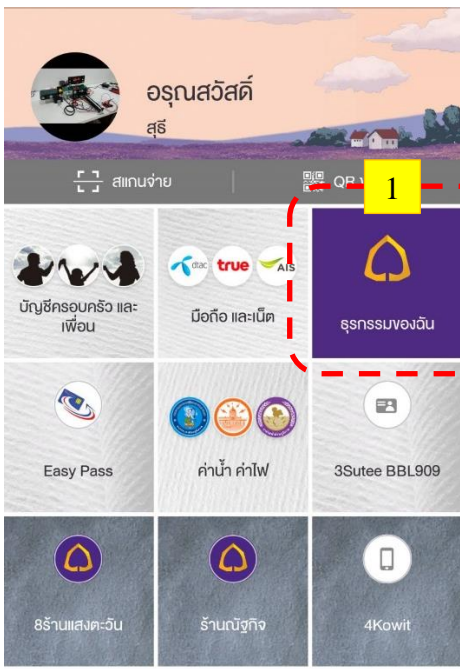 อรุณสวัสดิ์
สุธี
สแกนจ่าย
QR
1
dtac
true
AIS
บัญชีครอบครัว และ
เพื่อน
มือถือ และเน็ต
ธุรกรรมของฉัน
Easy Pass
ค่าน้ำ ค่าไฟ
3Sutee BBL909
8ร้านแสงตะวัน
ร้านณัฐกิจ
4Kowit